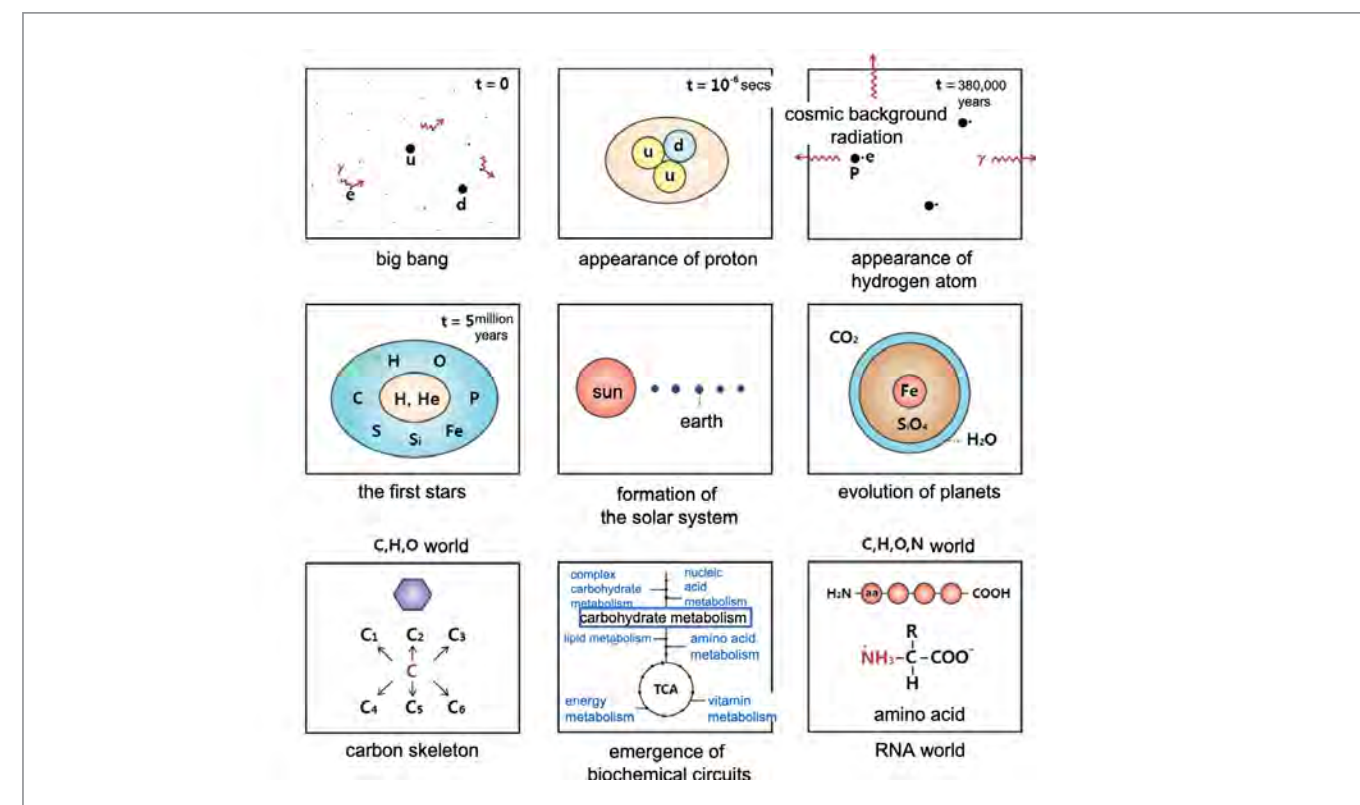 t = 0
γ
e
u
d
big bang
t = 10⁻⁶ secs
u
d
u
appearance of proton
t = 380,000
years
cosmic background
radiation
e
P
γ
appearance of
hydrogen atom
t = 5 million
years
H O
C H, He P
S Si Fe
the first stars
sun
earth
formation of
the solar system
CO₂
Fe
SiO₄
H₂O
evolution of planets
C,H,O world
C₁ C₂ C₃
C
C₄ C₅ C₆
carbon skeleton
complex
carbohydrate
metabolism
nucleic
acid
metabolism
carbohydrate metabolism
lipid metabolism
amino acid
metabolism
TCA
energy
metabolism
vitamin
metabolism
emergence of
biochemical circuits
C,H,O,N world
H₂N aa COOH
R
NH₃-C-COO⁻
H
amino acid
RNA world